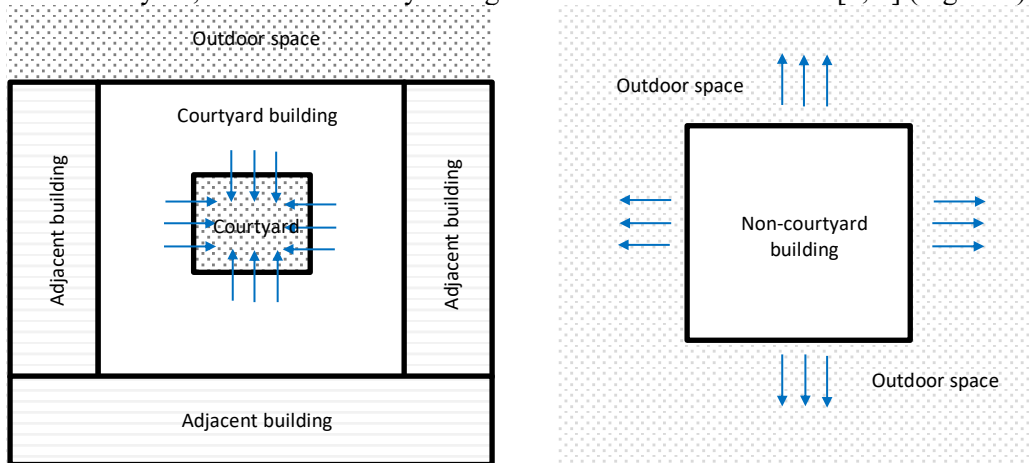 Outdoor space
Courtyard building
Adjacent building
Courtyard
Adjacent building
Adjacent building
Outdoor space
Non-courtyard
building
Outdoor space